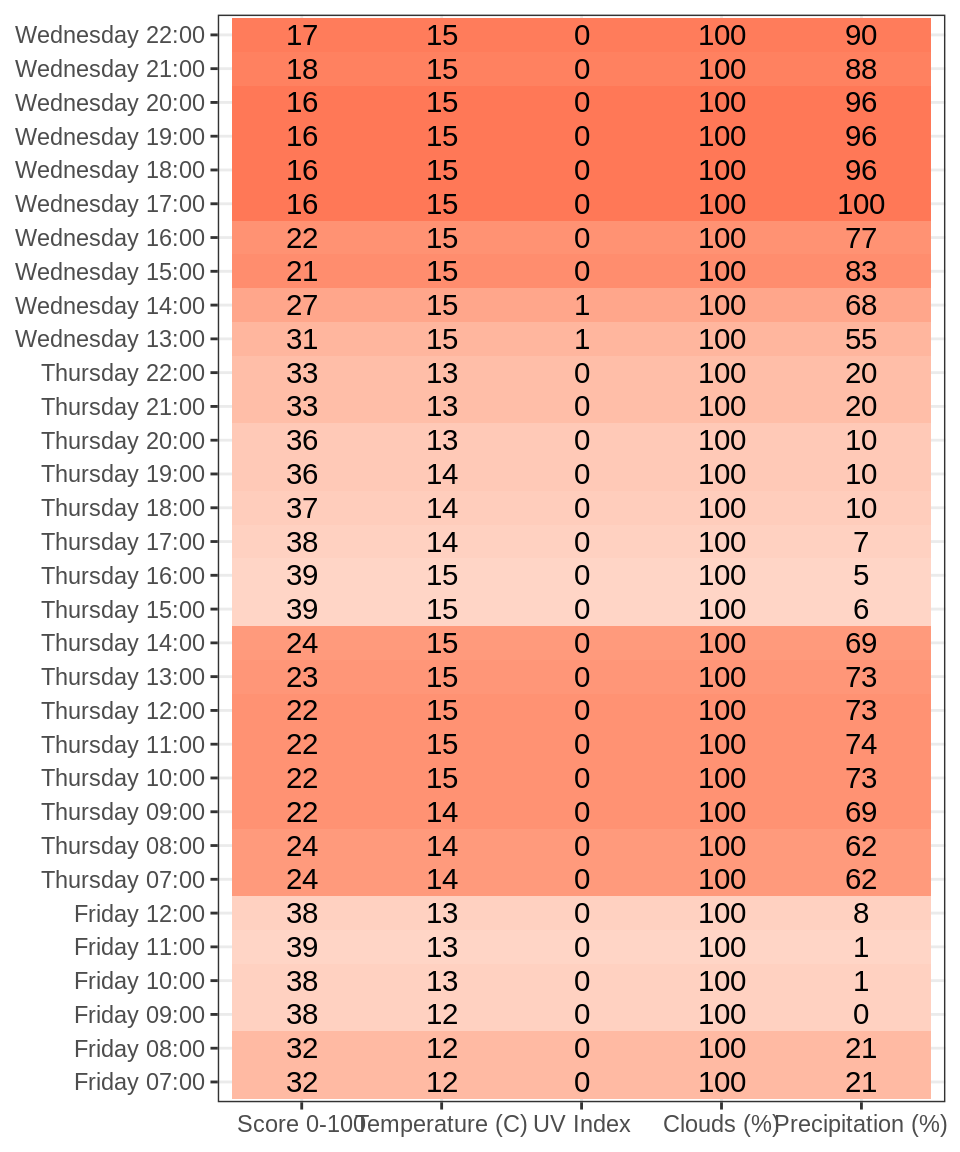 Wednesday 22:00 17 15 0 100 90
Wednesday 21:00 18 15 0 100 88
Wednesday 20:00 16 15 0 100 96
Wednesday 19:00 16 15 0 100 96
Wednesday 18:00 16 15 0 100 96
Wednesday 17:00 16 15 0 100 100
Wednesday 16:00 22 15 0 100 77
Wednesday 15:00 21 15 0 100 83
Wednesday 14:00 27 15 1 100 68
Wednesday 13:00 31 15 1 100 55
Thursday 22:00 33 13 0 100 20
Thursday 21:00 33 13 0 100 20
Thursday 20:00 36 13 0 100 10
Thursday 19:00 36 14 0 100 10
Thursday 18:00 37 14 0 100 10
Thursday 17:00 38 14 0 100 7
Thursday 16:00 39 15 0 100 5
Thursday 15:00 39 15 0 100 6
Thursday 14:00 24 15 0 100 69
Thursday 13:00 23 15 0 100 73
Thursday 12:00 22 15 0 100 73
Thursday 11:00 22 15 0 100 74
Thursday 10:00 22 15 0 100 73
Thursday 09:00 22 14 0 100 69
Thursday 08:00 24 14 0 100 62
Thursday 07:00 24 14 0 100 62
Friday 12:00 38 13 0 100 8
Friday 11:00 39 13 0 100 1
Friday 10:00 38 13 0 100 1
Friday 09:00 38 12 0 100 0
Friday 08:00 32 12 0 100 21
Friday 07:00 32 12 0 100 21
Score 0-100 Temperature (C) UV Index Clouds (%) Precipitation (%)